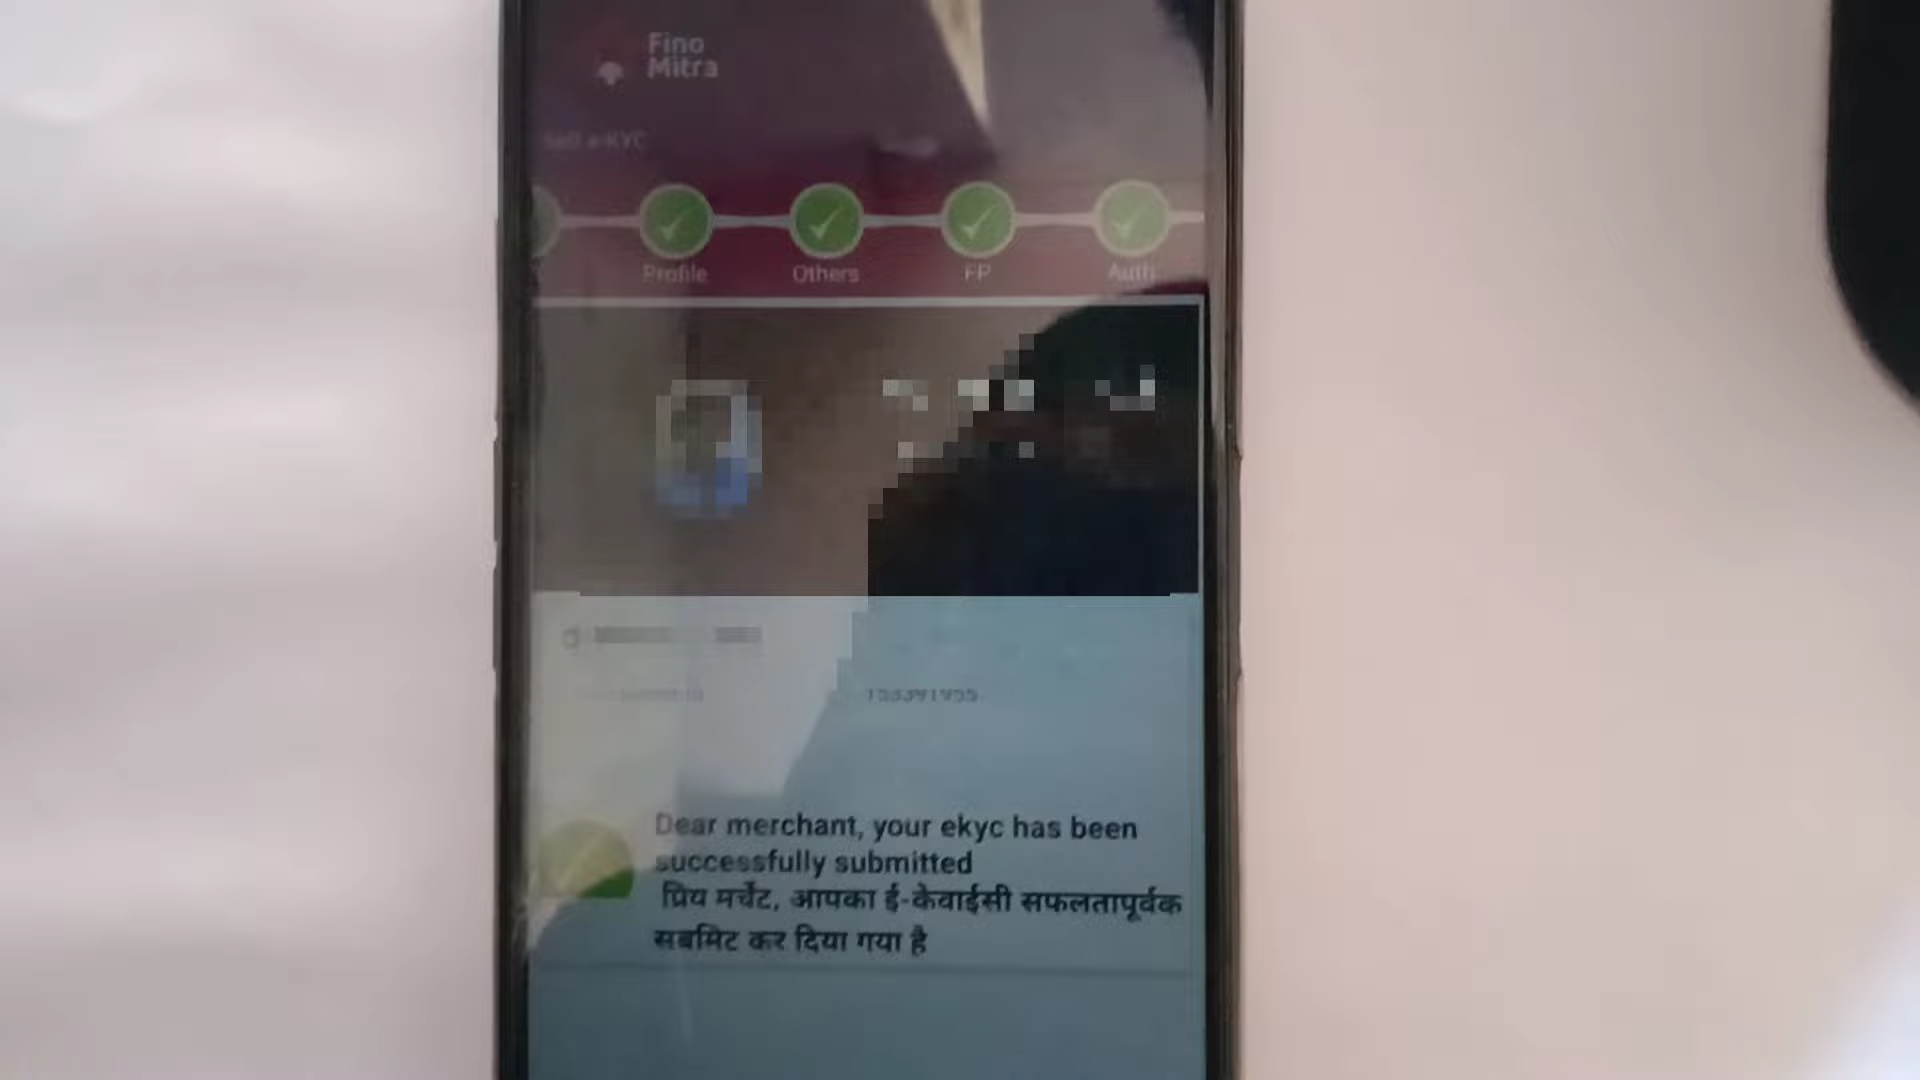 Fino
Mitra
Self e-KYC
Profile
Others
FP
Auth
Dear merchant, your ekyc has been
successfully submitted
प्रिय मर्चेंट, आपका ई-केवाईसी सफलतापूर्वक
सबमिट कर दिया गया है